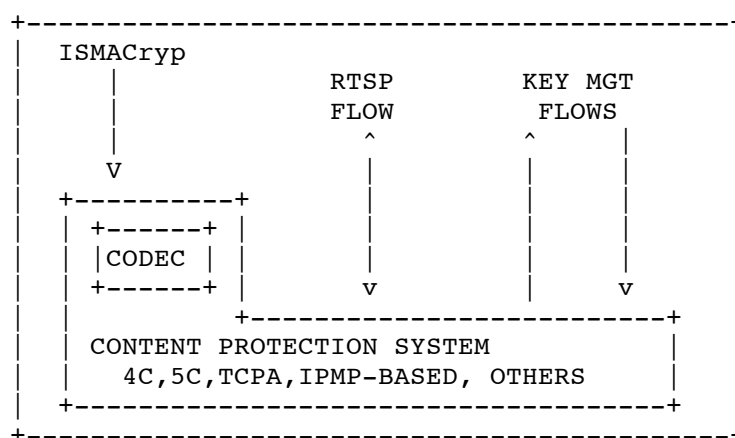 ISMACryp
RTSP KEY MGT
FLOW FLOWS
CODEC
CONTENT PROTECTION SYSTEM
4C,5C,TCPA,IPMP-BASED, OTHERS